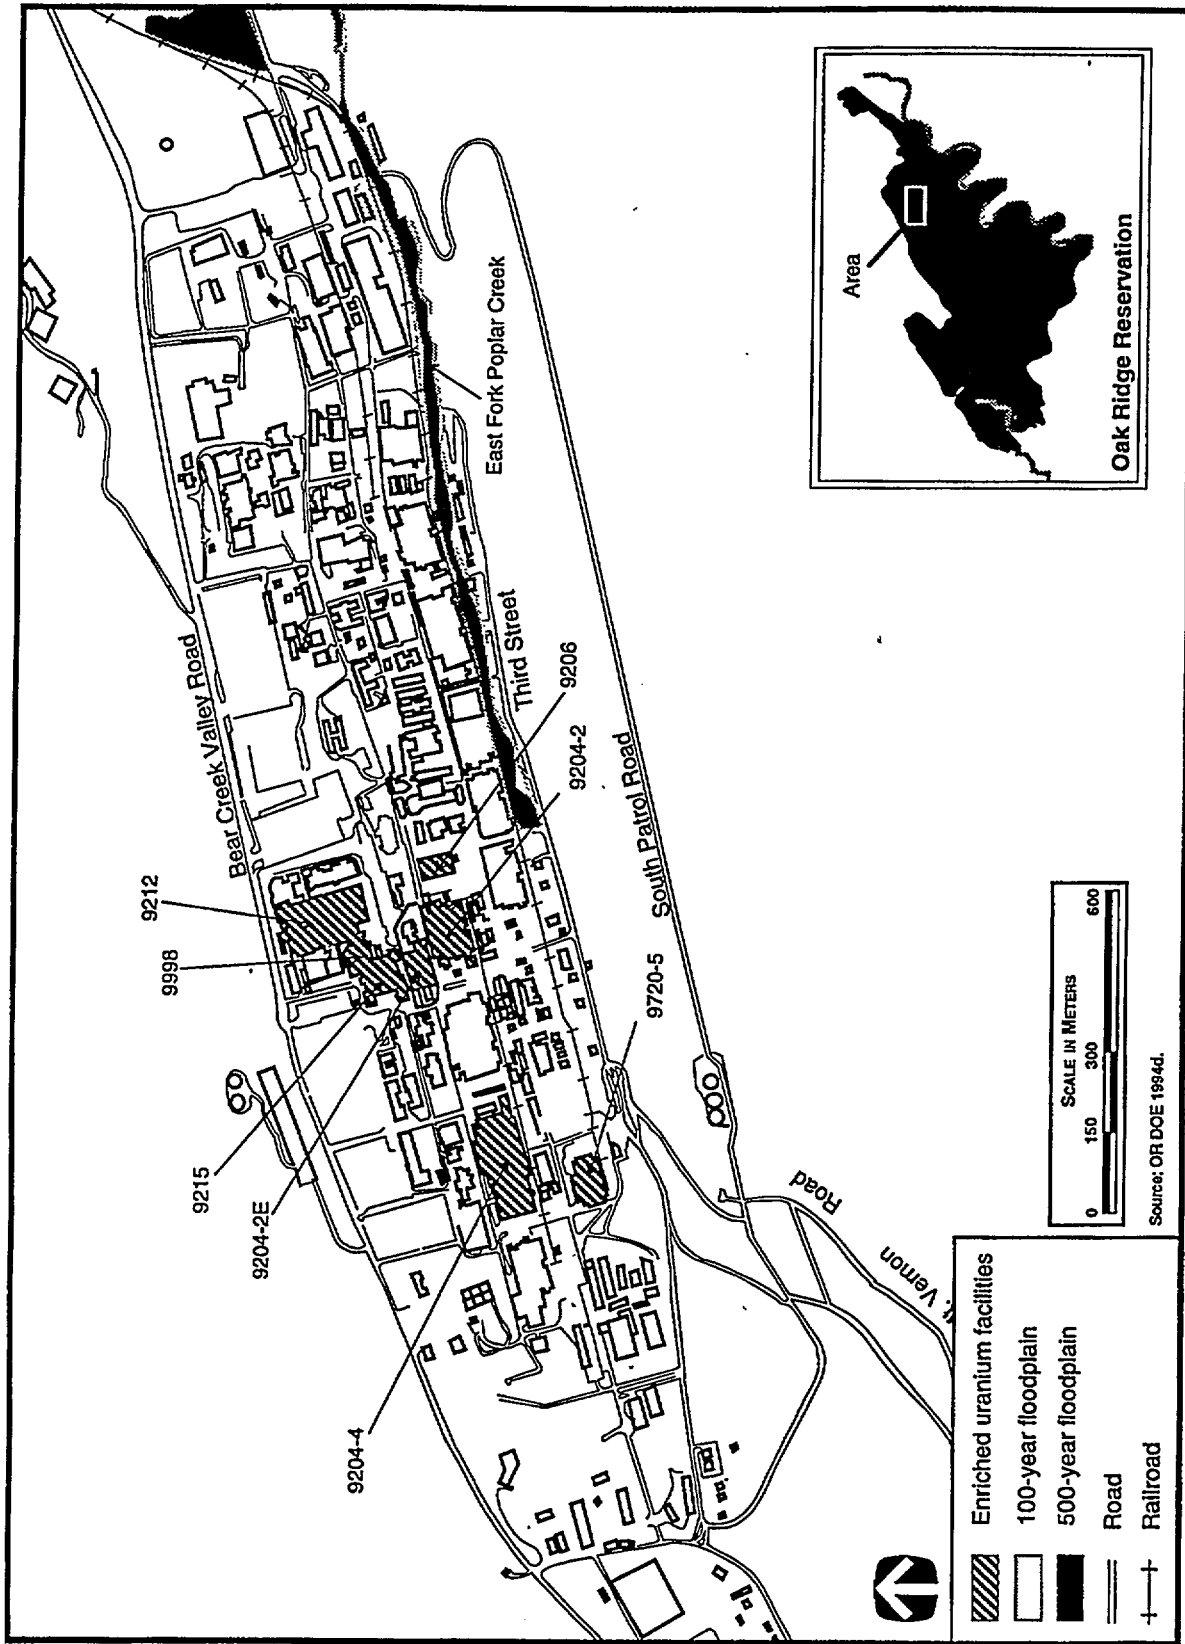 Bear Creek Valley Road
9212
9998
9215
9204-2E
9204-4
East Fork Poplar Creek
Third Street
9206
9204-2
South Patrol Road
9720-5
Road
Vernon
Area
Oak Ridge Reservation
SCALE IN METERS
0 150 300 600
Source: OR DOE 1994d.
Enriched uranium facilities
100-year floodplain
500-year floodplain
Road
Railroad